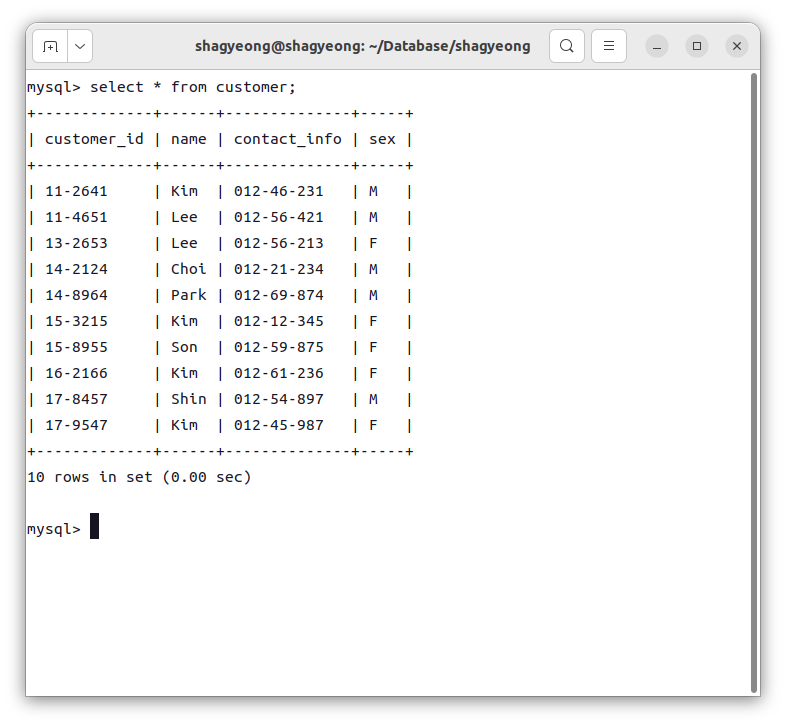 shagyeong@shagyeong: ~/Database/shagyeong
mysql> select * from customer;
+-------------+------+--------------+-----+
| customer_id | name | contact_info | sex |
+-------------+------+--------------+-----+
| 11-2641     | Kim  | 012-46-231   | M   |
| 11-4651     | Lee  | 012-56-421   | M   |
| 13-2653     | Lee  | 012-56-213   | F   |
| 14-2124     | Choi | 012-21-234   | M   |
| 14-8964     | Park | 012-69-874   | M   |
| 15-3215     | Kim  | 012-12-345   | F   |
| 15-8955     | Son  | 012-59-875   | F   |
| 16-2166     | Kim  | 012-61-236   | F   |
| 17-8457     | Shin | 012-54-897   | M   |
| 17-9547     | Kim  | 012-45-987   | F   |
+-------------+------+--------------+-----+
10 rows in set (0.00 sec)
mysql>